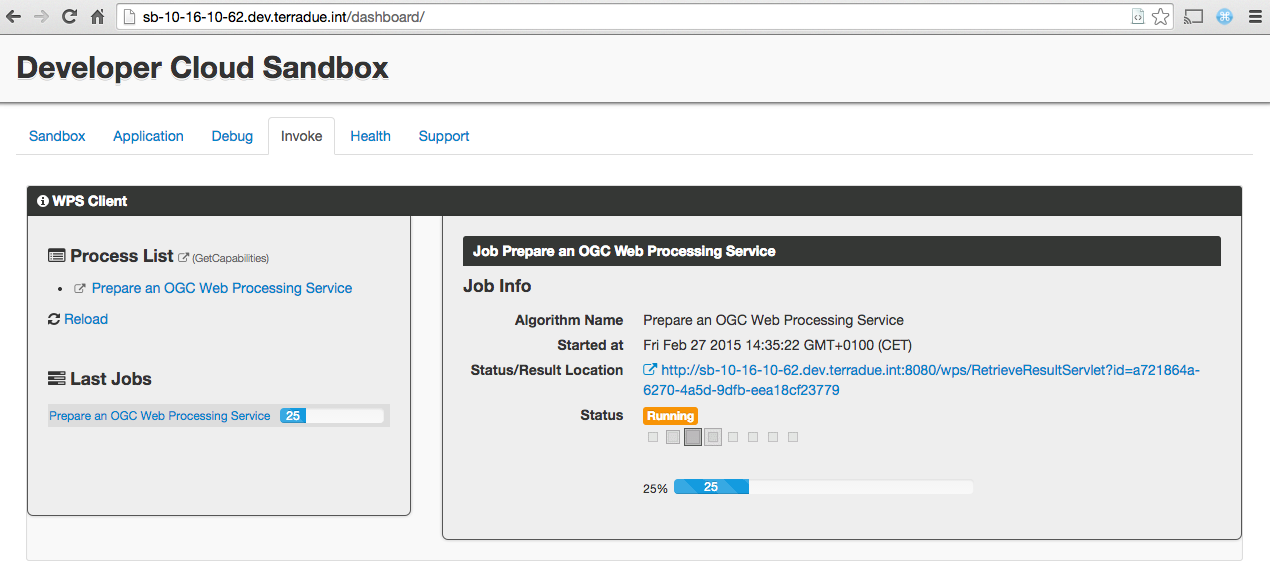 sb-10-16-10-62.dev.terradue.int/dashboard/
Developer Cloud Sandbox
Sandbox Application Debug Invoke Health Support
WPS Client
Process List (GetCapabilities)
Prepare an OGC Web Processing Service
Reload
Last Jobs
Prepare an OGC Web Processing Service 25
Job Prepare an OGC Web Processing Service
Job Info
Algorithm Name Prepare an OGC Web Processing Service
Started at Fri Feb 27 2015 14:35:22 GMT+0100 (CET)
Status/Result Location http://sb-10-16-10-62.dev.terradue.int:8080/wps/RetrieveResultServlet?id=a721864a-
6270-4a5d-9dfb-eea18cf23779
Status Running
25% 25